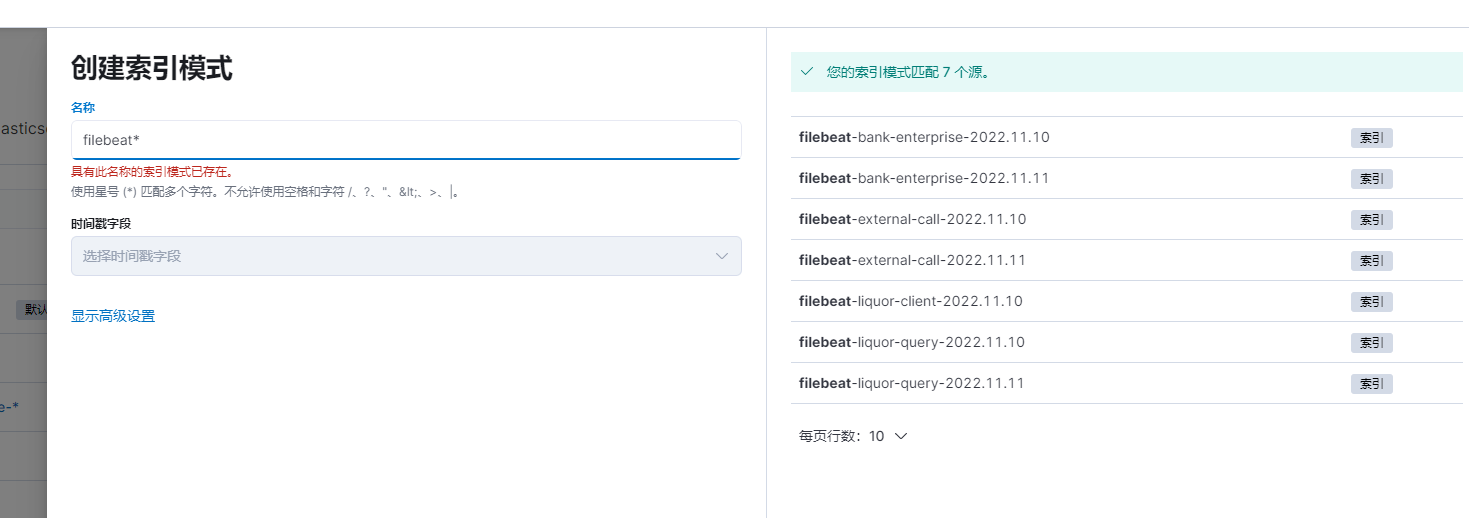 创建索引模式
名称
filebeat*
具有此名称的索引模式已存在。
使用星号 (*) 匹配多个字符。不允许使用空格和字符 /、?、"、&lt;、>、|。
时间戳字段
选择时间戳字段
显示高级设置
asticse
默认
e-*
您的索引模式匹配 7 个源。
filebeat-bank-enterprise-2022.11.10 索引
filebeat-bank-enterprise-2022.11.11 索引
filebeat-external-call-2022.11.10 索引
filebeat-external-call-2022.11.11 索引
filebeat-liquor-client-2022.11.10 索引
filebeat-liquor-query-2022.11.10 索引
filebeat-liquor-query-2022.11.11 索引
每页行数: 10